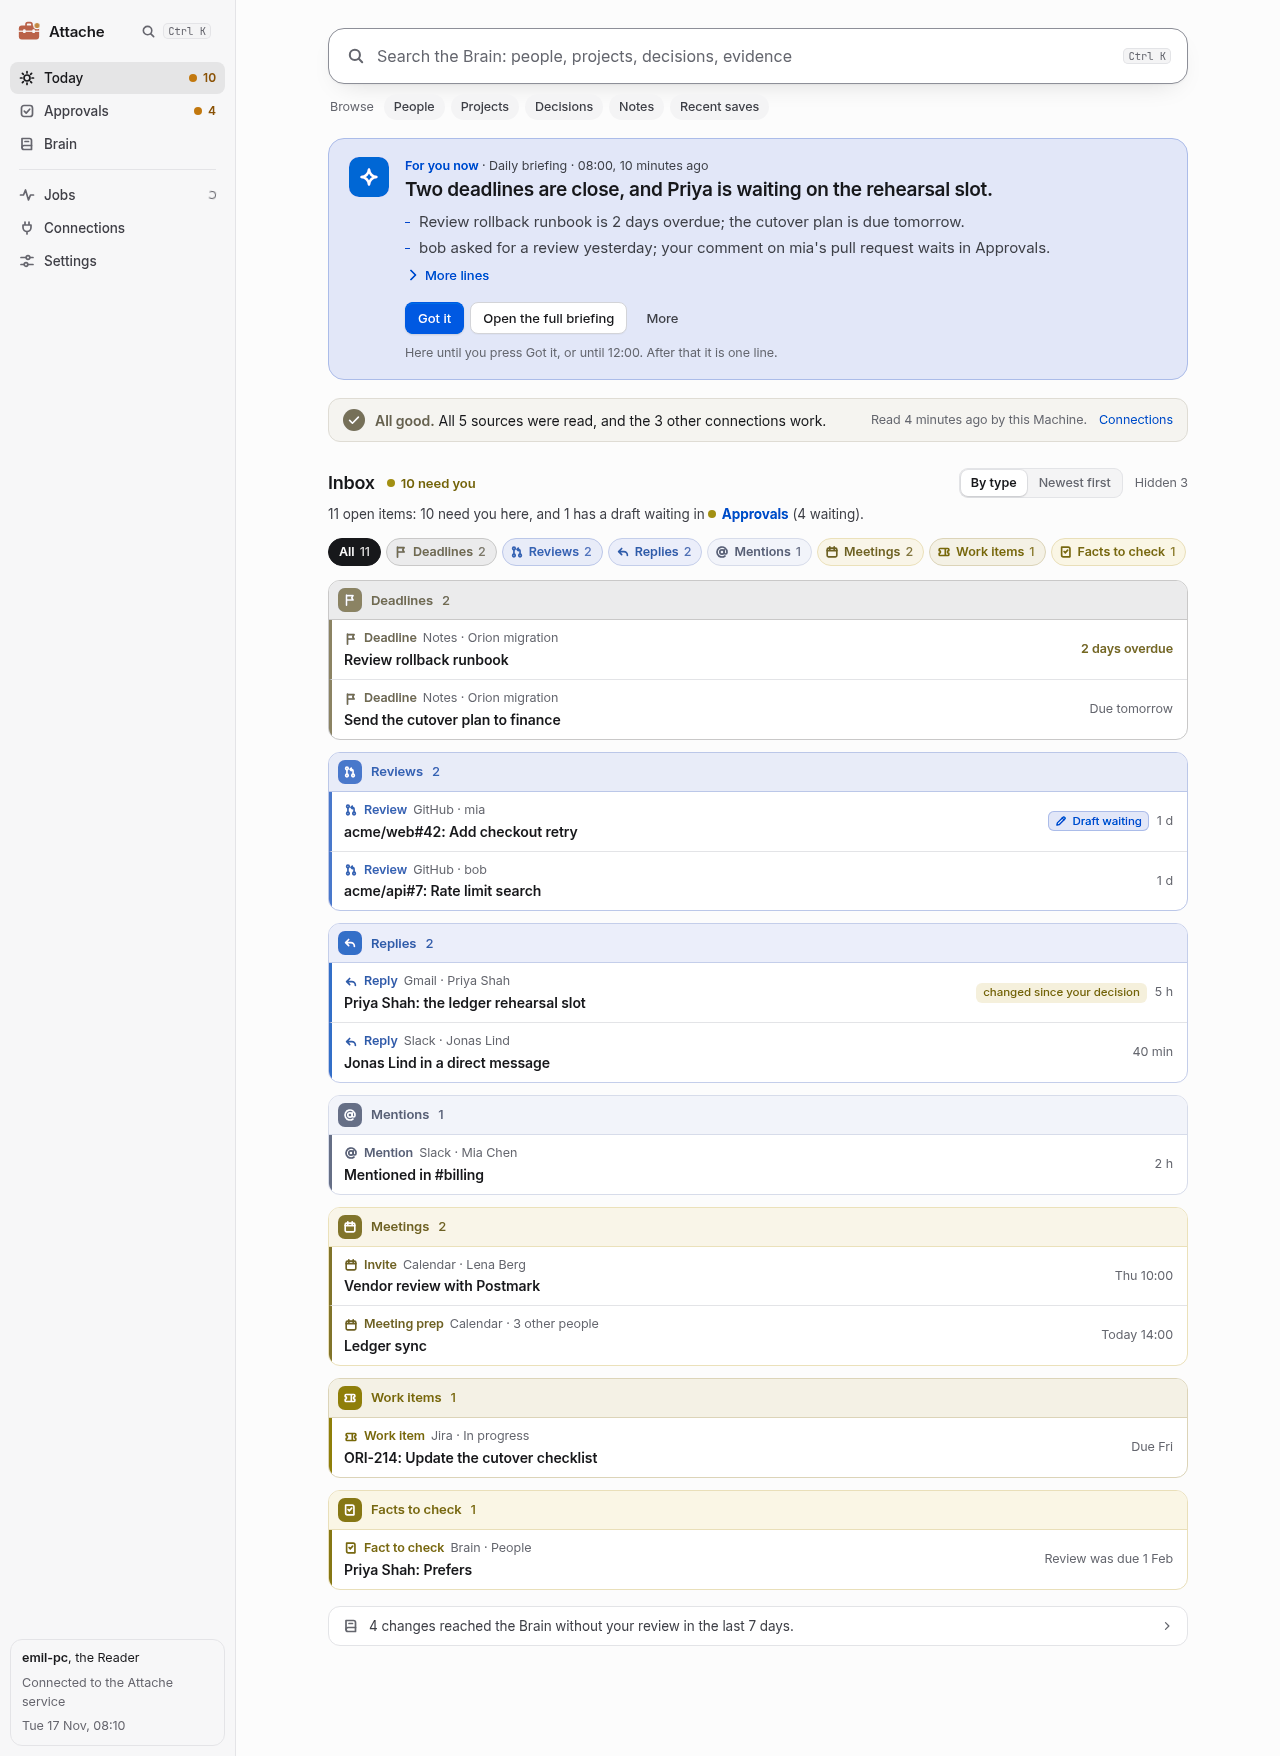 Attache
Ctrl K
Today 10
Approvals 4
Brain
Jobs
Connections
Settings
emil-pc, the Reader
Connected to the Attache
service
Tue 17 Nov, 08:10
Search the Brain: people, projects, decisions, evidence
Ctrl K
Browse People Projects Decisions Notes Recent saves
For you now · Daily briefing · 08:00, 10 minutes ago
Two deadlines are close, and Priya is waiting on the rehearsal slot.
- Review rollback runbook is 2 days overdue; the cutover plan is due tomorrow.
- bob asked for a review yesterday; your comment on mia's pull request waits in Approvals.
More lines
Got it Open the full briefing More
Here until you press Got it, or until 12:00. After that it is one line.
All good. All 5 sources were read, and the 3 other connections work. Read 4 minutes ago by this Machine. Connections
Inbox 10 need you By type Newest first Hidden 3
11 open items: 10 need you here, and 1 has a draft waiting in Approvals (4 waiting).
All 11 Deadlines 2 Reviews 2 Replies 2 Mentions 1 Meetings 2 Work items 1 Facts to check 1
Deadlines 2
Deadline Notes · Orion migration
Review rollback runbook
2 days overdue
Deadline Notes · Orion migration
Send the cutover plan to finance
Due tomorrow
Reviews 2
Review GitHub · mia
acme/web#42: Add checkout retry
Draft waiting 1 d
Review GitHub · bob
acme/api#7: Rate limit search
1 d
Replies 2
Reply Gmail · Priya Shah
Priya Shah: the ledger rehearsal slot
changed since your decision 5 h
Reply Slack · Jonas Lind
Jonas Lind in a direct message
40 min
Mentions 1
Mention Slack · Mia Chen
Mentioned in #billing
2 h
Meetings 2
Invite Calendar · Lena Berg
Vendor review with Postmark
Thu 10:00
Meeting prep Calendar · 3 other people
Ledger sync
Today 14:00
Work items 1
Work item Jira · In progress
ORI-214: Update the cutover checklist
Due Fri
Facts to check 1
Fact to check Brain · People
Priya Shah: Prefers
Review was due 1 Feb
4 changes reached the Brain without your review in the last 7 days.